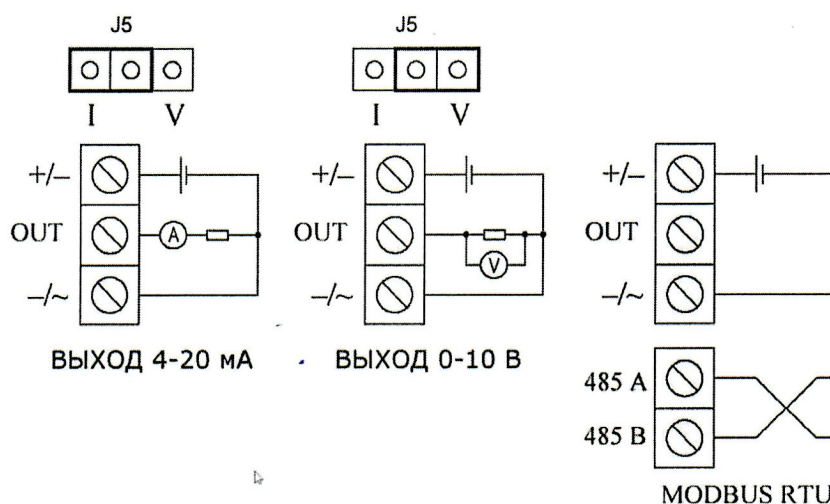 J5
I V
+/–
OUT
A
–/~
ВЫХОД 4-20 мА
J5
I V
+/–
OUT
V
–/~
ВЫХОД 0-10 В
+/–
OUT
–/~
485 A
485 B
MODBUS RTU